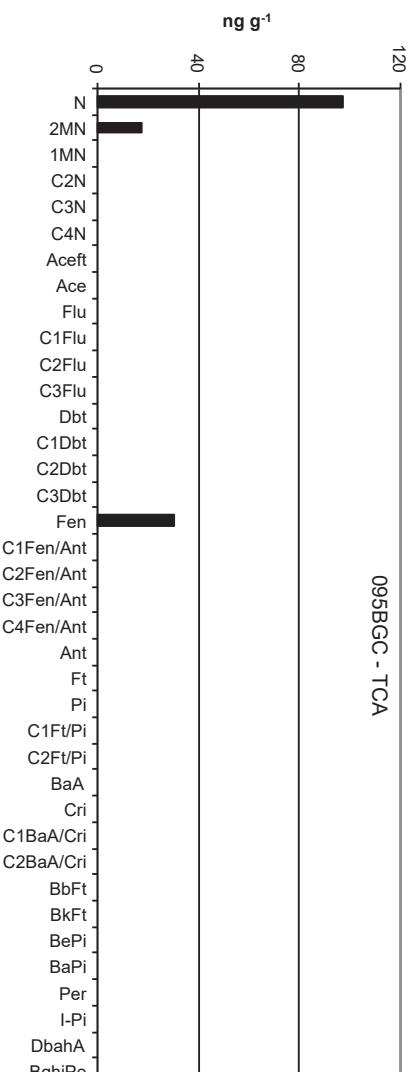 ng g-1
0
40
80
120
N
2MN
1MN
C2N
C3N
C4N
Aceft
Ace
Flu
C1Flu
C2Flu
C3Flu
Dbt
C1Dbt
C2Dbt
C3Dbt
Fen
C1Fen/Ant
C2Fen/Ant
C3Fen/Ant
C4Fen/Ant
Ant
Ft
Pi
C1Ft/Pi
C2Ft/Pi
BaA
Cri
C1BaA/Cri
C2BaA/Cri
BbFt
BkFt
BePi
BaPi
Per
I-Pi
DbahA
BghiPe
095BGC - TCA